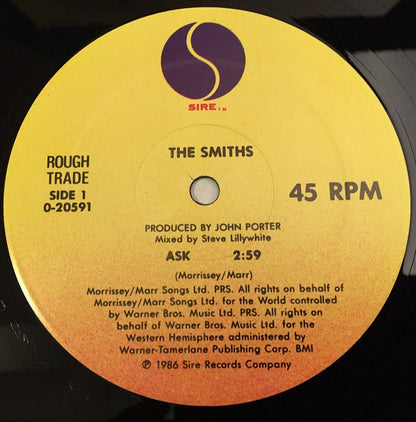 SIRE™
ROUGH
TRADE
SIDE 1
0-20591
THE SMITHS
45 RPM
PRODUCED BY JOHN PORTER
Mixed by Steve Lillywhite
ASK 2:59
(Morrissey/Marr)
Morrissey/Marr Songs Ltd. PRS. All rights on behalf of
Morrissey/Marr Songs Ltd. for the World controlled
by Warner Bros. Music Ltd. PRS. All rights on
behalf of Warner Bros. Music Ltd. for the
Western Hemisphere administered by
Warner-Tamerlane Publishing Corp. BMI
℗ 1986 Sire Records Company